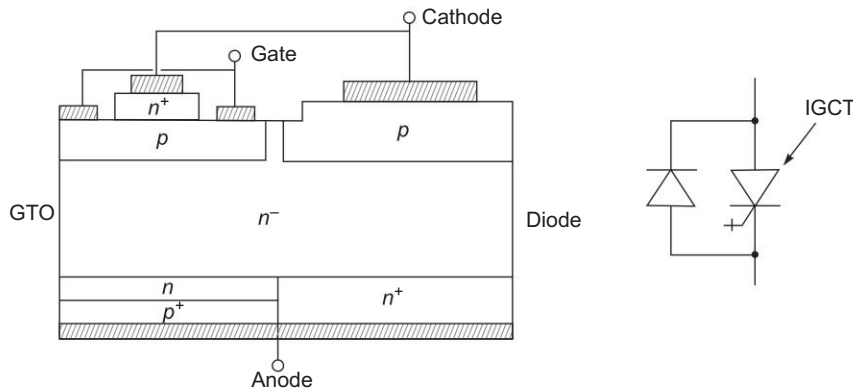 Cathode
Gate
n+
p
p
GTO
n−
Diode
n
n+
p+
Anode
IGCT